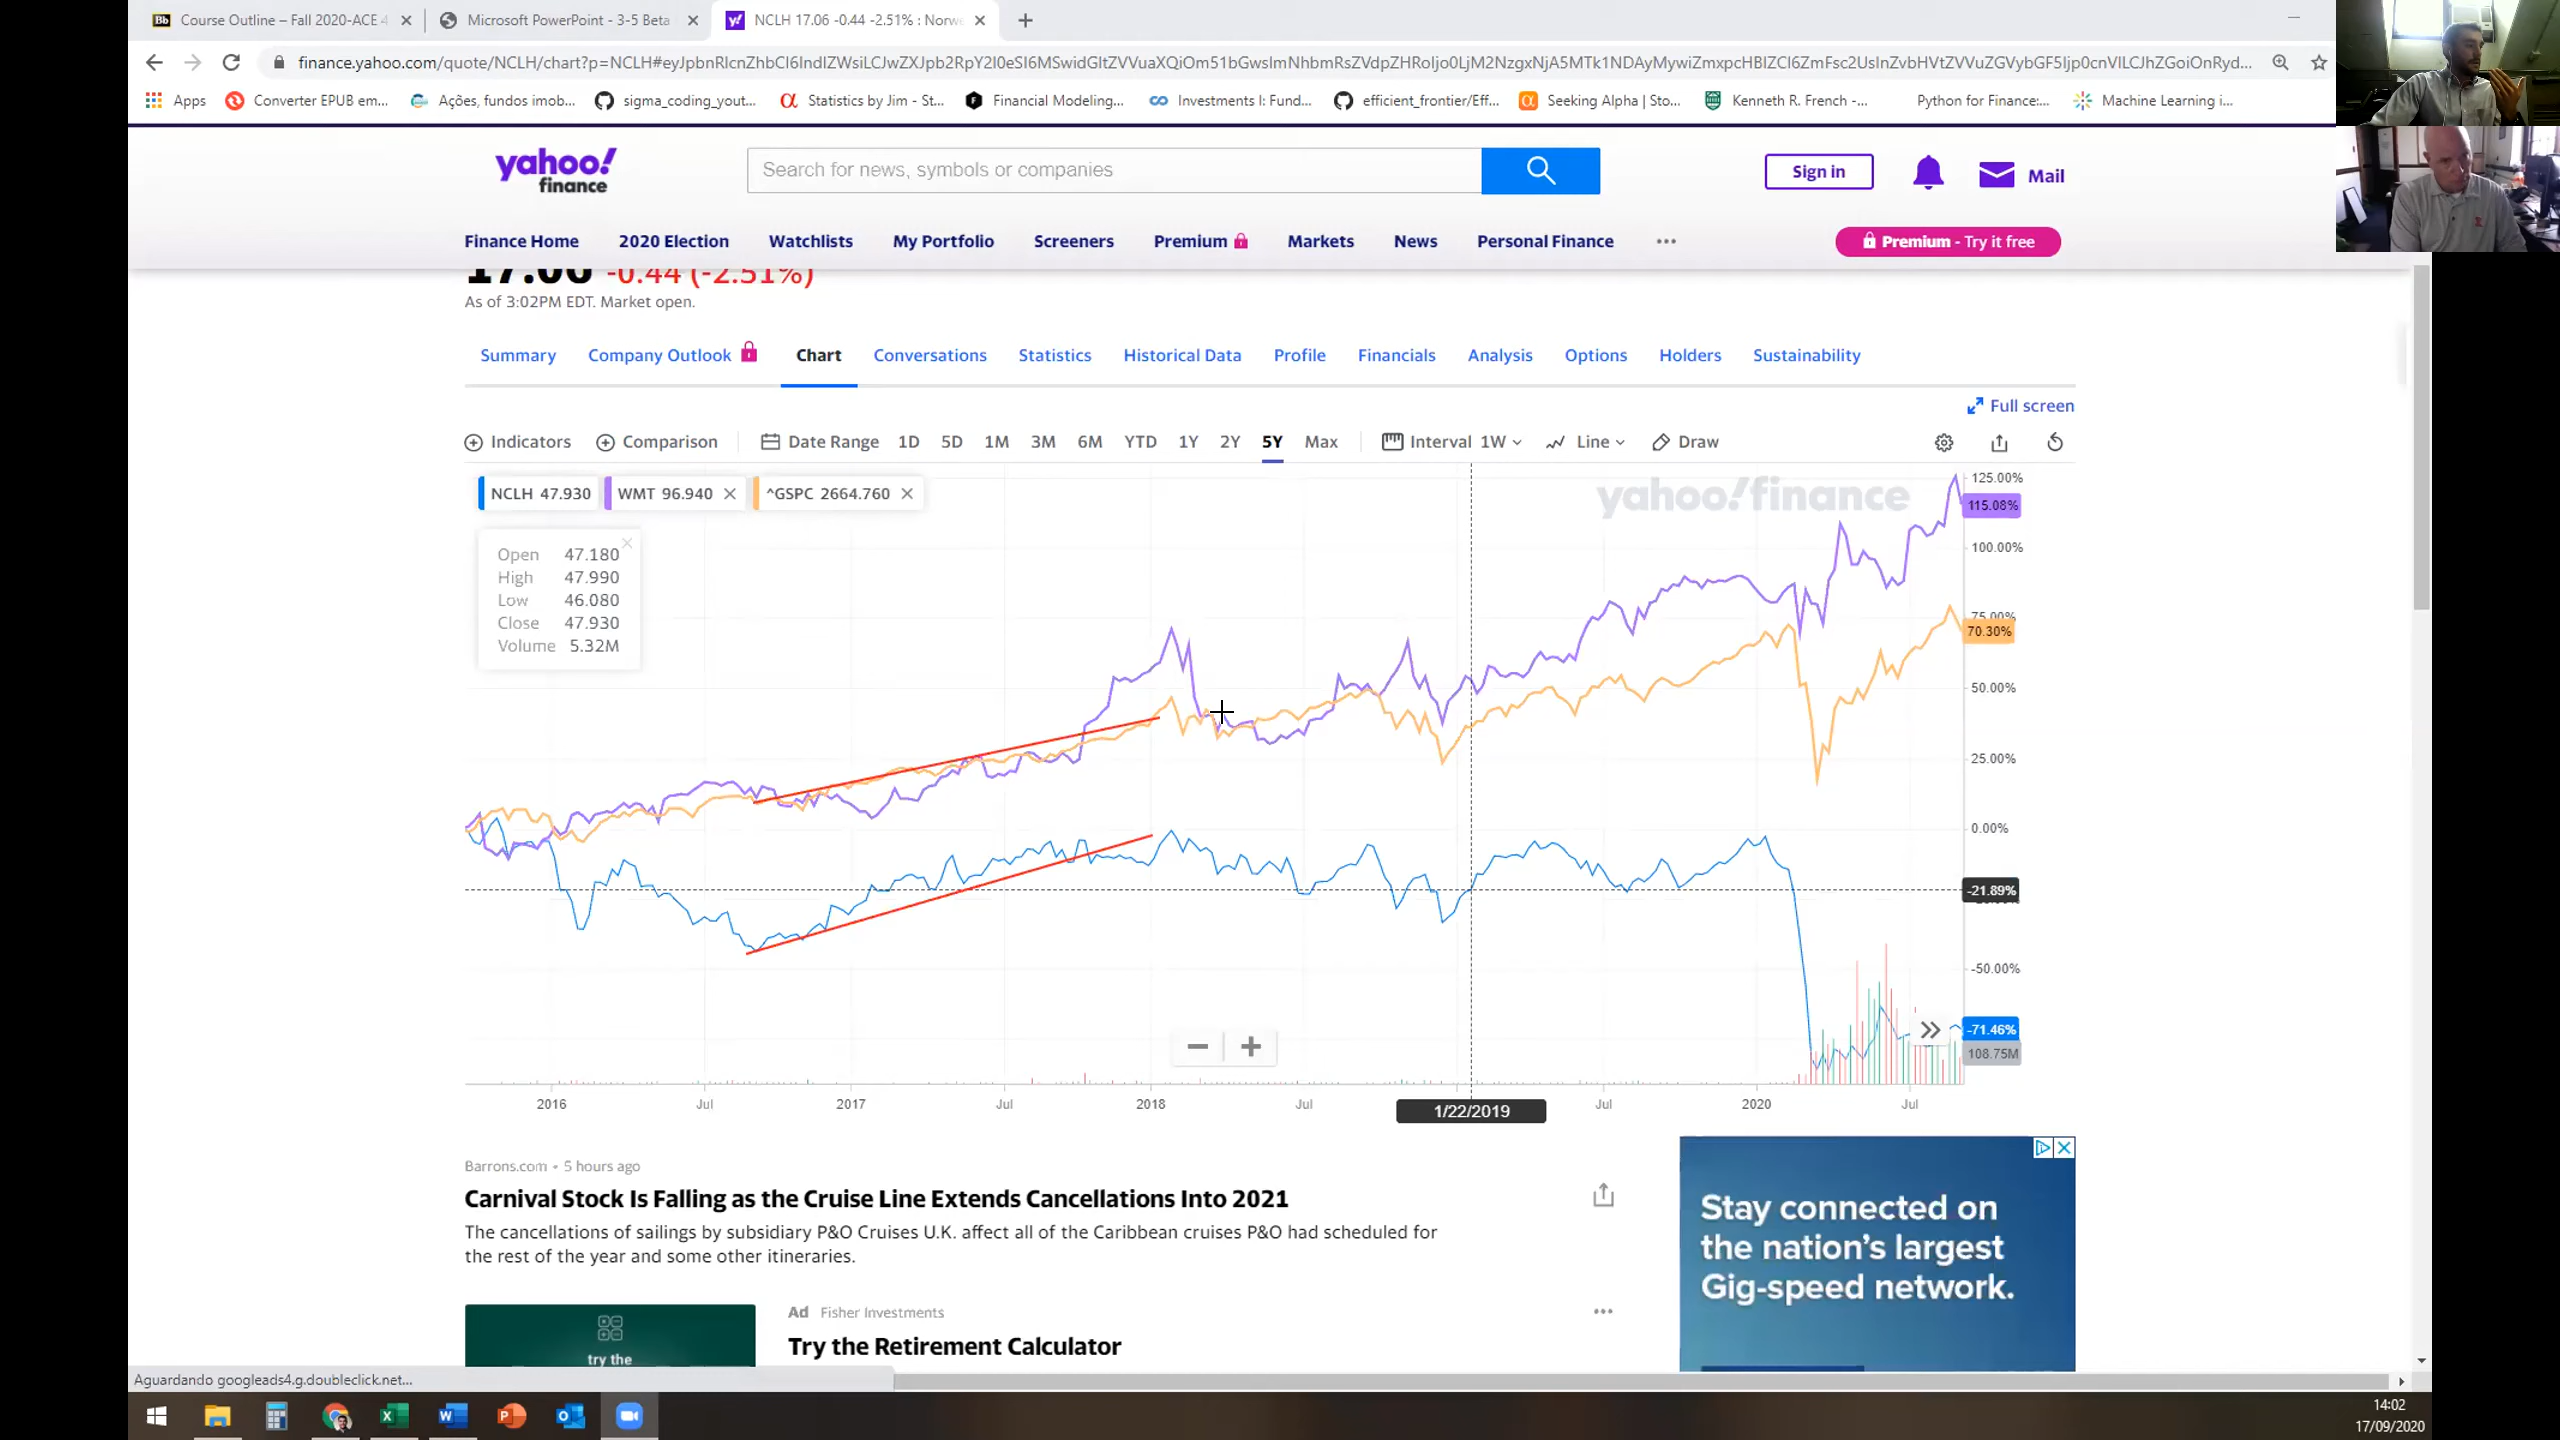 Course Outline – Fall 2020-ACE 4
Microsoft PowerPoint - 3-5 Beta
NCLH 17.06 -0.44 -2.51% : Norwe
finance.yahoo.com/quote/NCLH/chart?p=NCLH
Apps
Converter EPUB em...
Ações, fundos imob...
sigma_coding_yout...
Statistics by Jim - St...
Financial Modeling...
Investments I: Fund...
efficient_frontier/Eff...
Seeking Alpha | Sto...
Kenneth R. French -...
Python for Finance:...
Machine Learning i...
yahoo!
finance
Search for news, symbols or companies
Sign in
Mail
Finance Home
2020 Election
Watchlists
My Portfolio
Screeners
Premium
Markets
News
Personal Finance
Premium - Try it free
17.06 -0.44 (-2.51%)
As of 3:02PM EDT. Market open.
Summary
Company Outlook
Chart
Conversations
Statistics
Historical Data
Profile
Financials
Analysis
Options
Holders
Sustainability
Full screen
Indicators
Comparison
Date Range
1D
5D
1M
3M
6M
YTD
1Y
2Y
5Y
Max
Interval 1W
Line
Draw
NCLH 47.930
WMT 96.940
^GSPC 2664.760
yahoo!finance
Open 47.180
High 47.990
Low 46.080
Close 47.930
Volume 5.32M
125.00%
115.08%
100.00%
75.00%
70.30%
50.00%
25.00%
0.00%
-21.89%
-50.00%
-71.46%
108.75M
2016
Jul
2017
Jul
2018
Jul
1/22/2019
Jul
2020
Jul
Barrons.com • 5 hours ago
Carnival Stock Is Falling as the Cruise Line Extends Cancellations Into 2021
The cancellations of sailings by subsidiary P&O Cruises U.K. affect all of the Caribbean cruises P&O had scheduled for
the rest of the year and some other itineraries.
Stay connected on
the nation's largest
Gig-speed network.
try the
Ad Fisher Investments
Try the Retirement Calculator
Aguardando googleads4.g.doubleclick.net...
14:02
17/09/2020